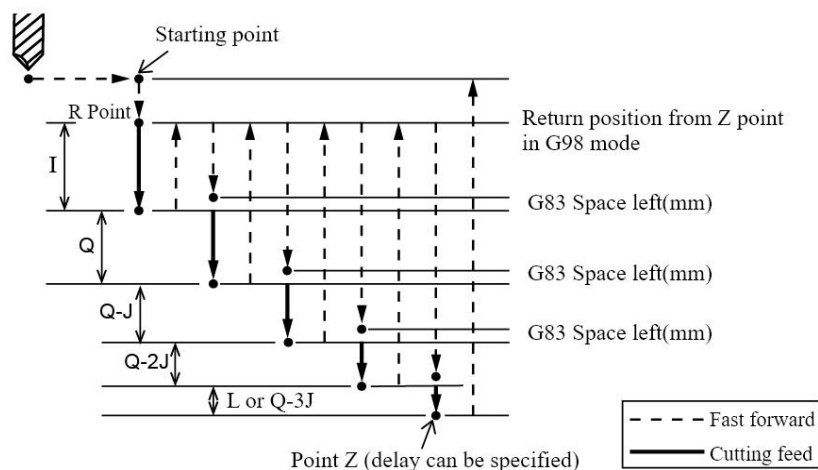 Starting point
R Point
Return position from Z point
in G98 mode
I
G83 Space left(mm)
Q
G83 Space left(mm)
Q-J
G83 Space left(mm)
Q-2J
L or Q-3J
Fast forward
Cutting feed
Point Z (delay can be specified)